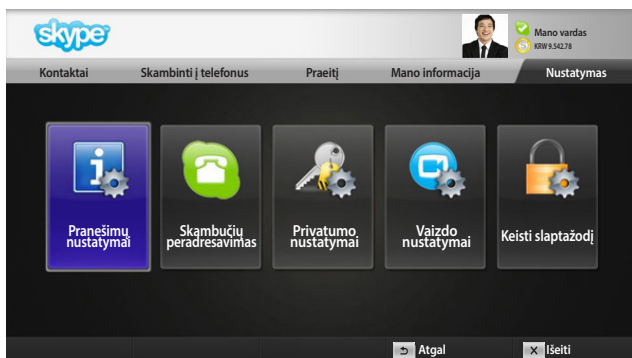 skype
Mano vardas
KRW 9.542.78
Kontaktai Skambinti į telefonus Praeitį Mano informacija Nustatymas
Pranešimų
nustatymai
Skambučių
peradresavimas
Privatumo
nustatymai
Vaizdo
nustatymai
Keisti slaptažodį
Atgal X Išeiti